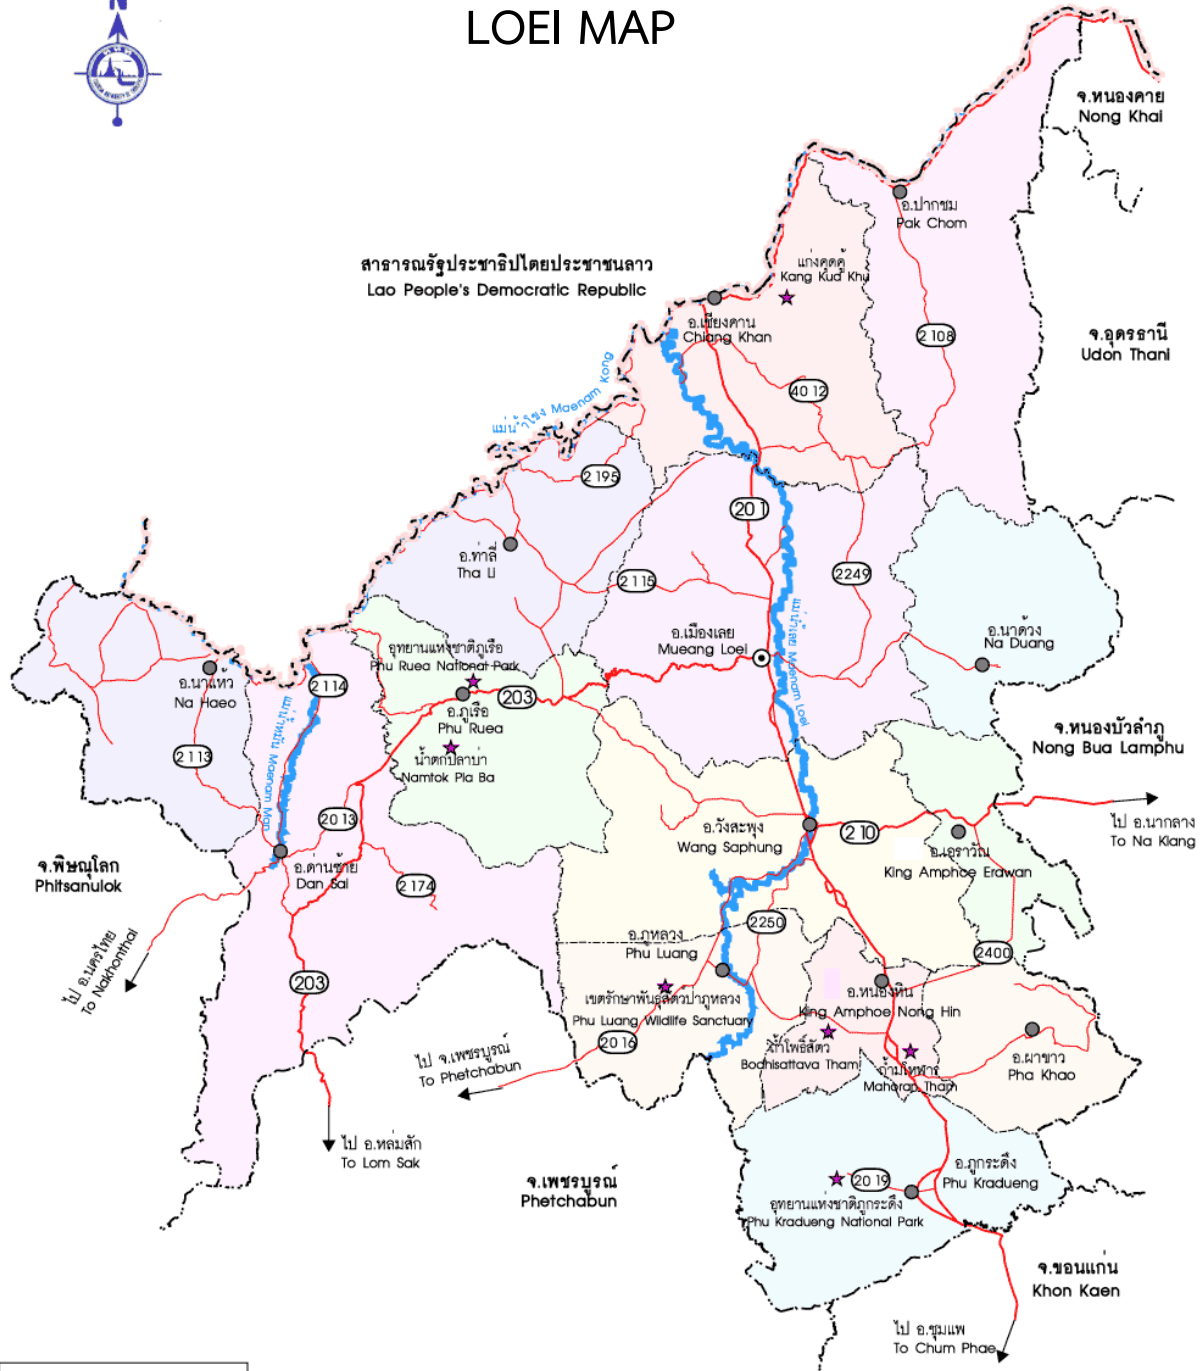 N
LOEI MAP
จ.หนองคาย
Nong Khai
อ.ปากชม
Pak Chom
สาธารณรัฐประชาธิปไตยประชาชนลาว
Lao People's Democratic Republic
แก่งคุดคู้
Kang Kud Khu
อ.เชียงคาน
Chiang Khan
2108
จ.อุดรธานี
Udon Thani
4012
แม่น้ำโขง Maenam Kong
2195
201
อ.ท่าลี่
Tha Li
2115
2249
แม่น้ำเลย Maenam Loei
อ.เมืองเลย
Mueang Loei
อ.นาด้วง
Na Duang
อุทยานแห่งชาติภูเรือ
Phu Ruea National Park
อ.นาแห้ว
Na Haeo
2114
203
อ.ภูเรือ
Phu Ruea
แม่น้ำหมัน Maenam Man
น้ำตกปลาบ่า
Namtok Pla Ba
2113
จ.หนองบัวลำภู
Nong Bua Lamphu
2013
อ.วังสะพุง
Wang Saphung
210
ไป อ.นากลาง
To Na Klang
อ.เอราวัณ
King Amphoe Erawan
จ.พิษณุโลก
Phitsanulok
อ.ด่านซ้าย
Dan Sai
2174
2250
อ.ภูหลวง
Phu Luang
2400
ไป อ.นครไทย
To Nakhonthai
203
เขตรักษาพันธุ์สัตว์ป่าภูหลวง
Phu Luang Wildlife Sanctuary
อ.หนองหิน
King Amphoe Nong Hin
2016
ไป จ.เพชรบูรณ์
To Phetchabun
ถ้ำโพธิ์สัตว์
Bodhisattava Tham
ถ้ำมโหฬาร
Mahoran Tham
อ.ผาขาว
Pha Khao
ไป อ.หล่มสัก
To Lom Sak
จ.เพชรบูรณ์
Phetchabun
อ.ภูกระดึง
Phu Kradueng
2019
อุทยานแห่งชาติภูกระดึง
Phu Kradueng National Park
จ.ขอนแก่น
Khon Kaen
ไป อ.ชุมแพ
To Chum Phae